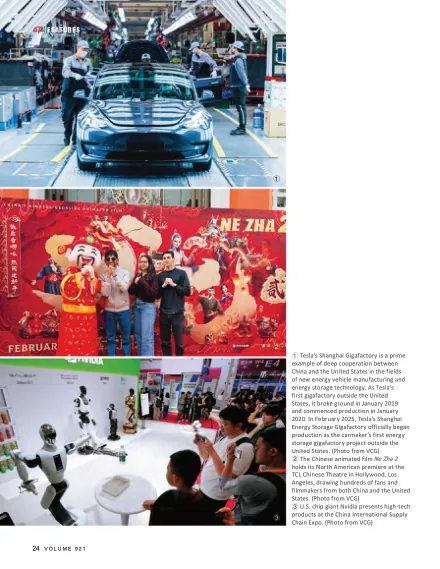 FEATURES
①
NE ZHA 2
FEBRUAR
②
③
① Tesla's Shanghai Gigafactory is a prime
example of deep cooperation between
China and the United States in the fields
of new energy vehicle manufacturing and
energy storage technology. As Tesla's
first gigafactory outside the United
States, it broke ground in January 2019
and commenced production in January
2020. In February 2025, Tesla's Shanghai
Energy Storage Gigafactory officially began
production as the carmaker's first energy
storage gigafactory project outside the
United States. (Photo from VCG)
② The Chinese animated film Ne Zha 2
holds its North American premiere at the
TCL Chinese Theatre in Hollywood, Los
Angeles, drawing hundreds of fans and
filmmakers from both China and the United
States. (Photo from VCG)
③ U.S. chip giant Nvidia presents high-tech
products at the China International Supply
Chain Expo. (Photo from VCG)
24 VOLUME 921